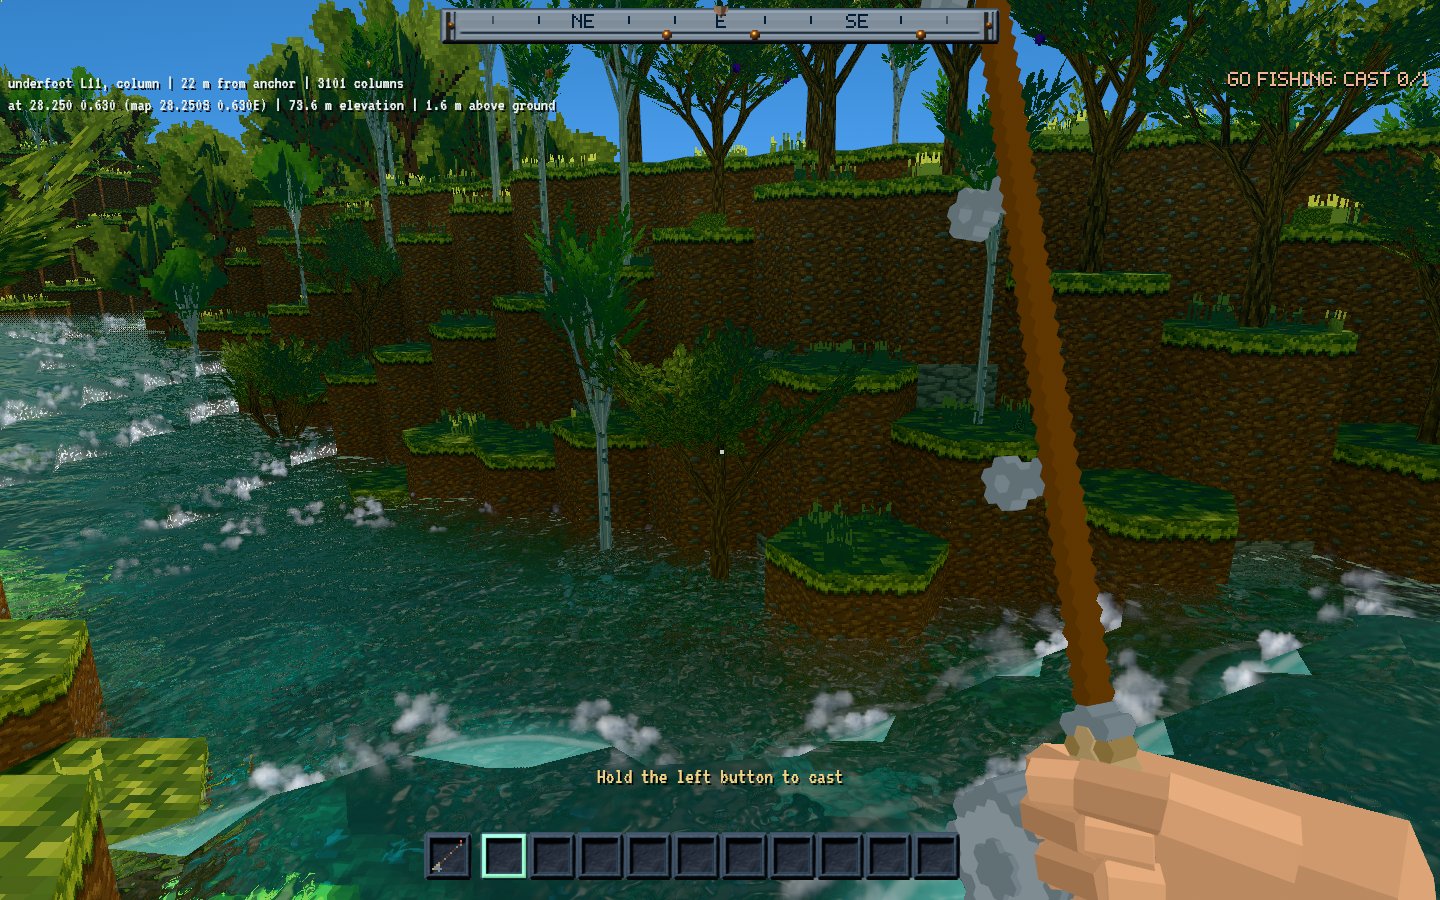 NE E SE
underfoot L11, column | 22 m from anchor | 3101 columns
GO FISHING: CAST 0/1
at 28.250 0.630 (map 28.250S 0.630E) | 73.6 m elevation | 1.6 m above ground
Hold the left button to cast